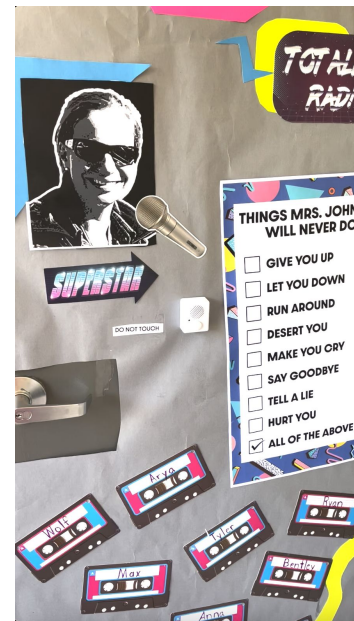 TOTAL
RAD
THINGS MRS. JOHN
WILL NEVER DO
GIVE YOU UP
LET YOU DOWN
RUN AROUND
DESERT YOU
MAKE YOU CRY
SAY GOODBYE
TELL A LIE
HURT YOU
ALL OF THE ABOVE
SUPERSTAR
DO NOT TOUCH
Arya
Wolt
Ryan
Tyler
Max
Bentley
Anna